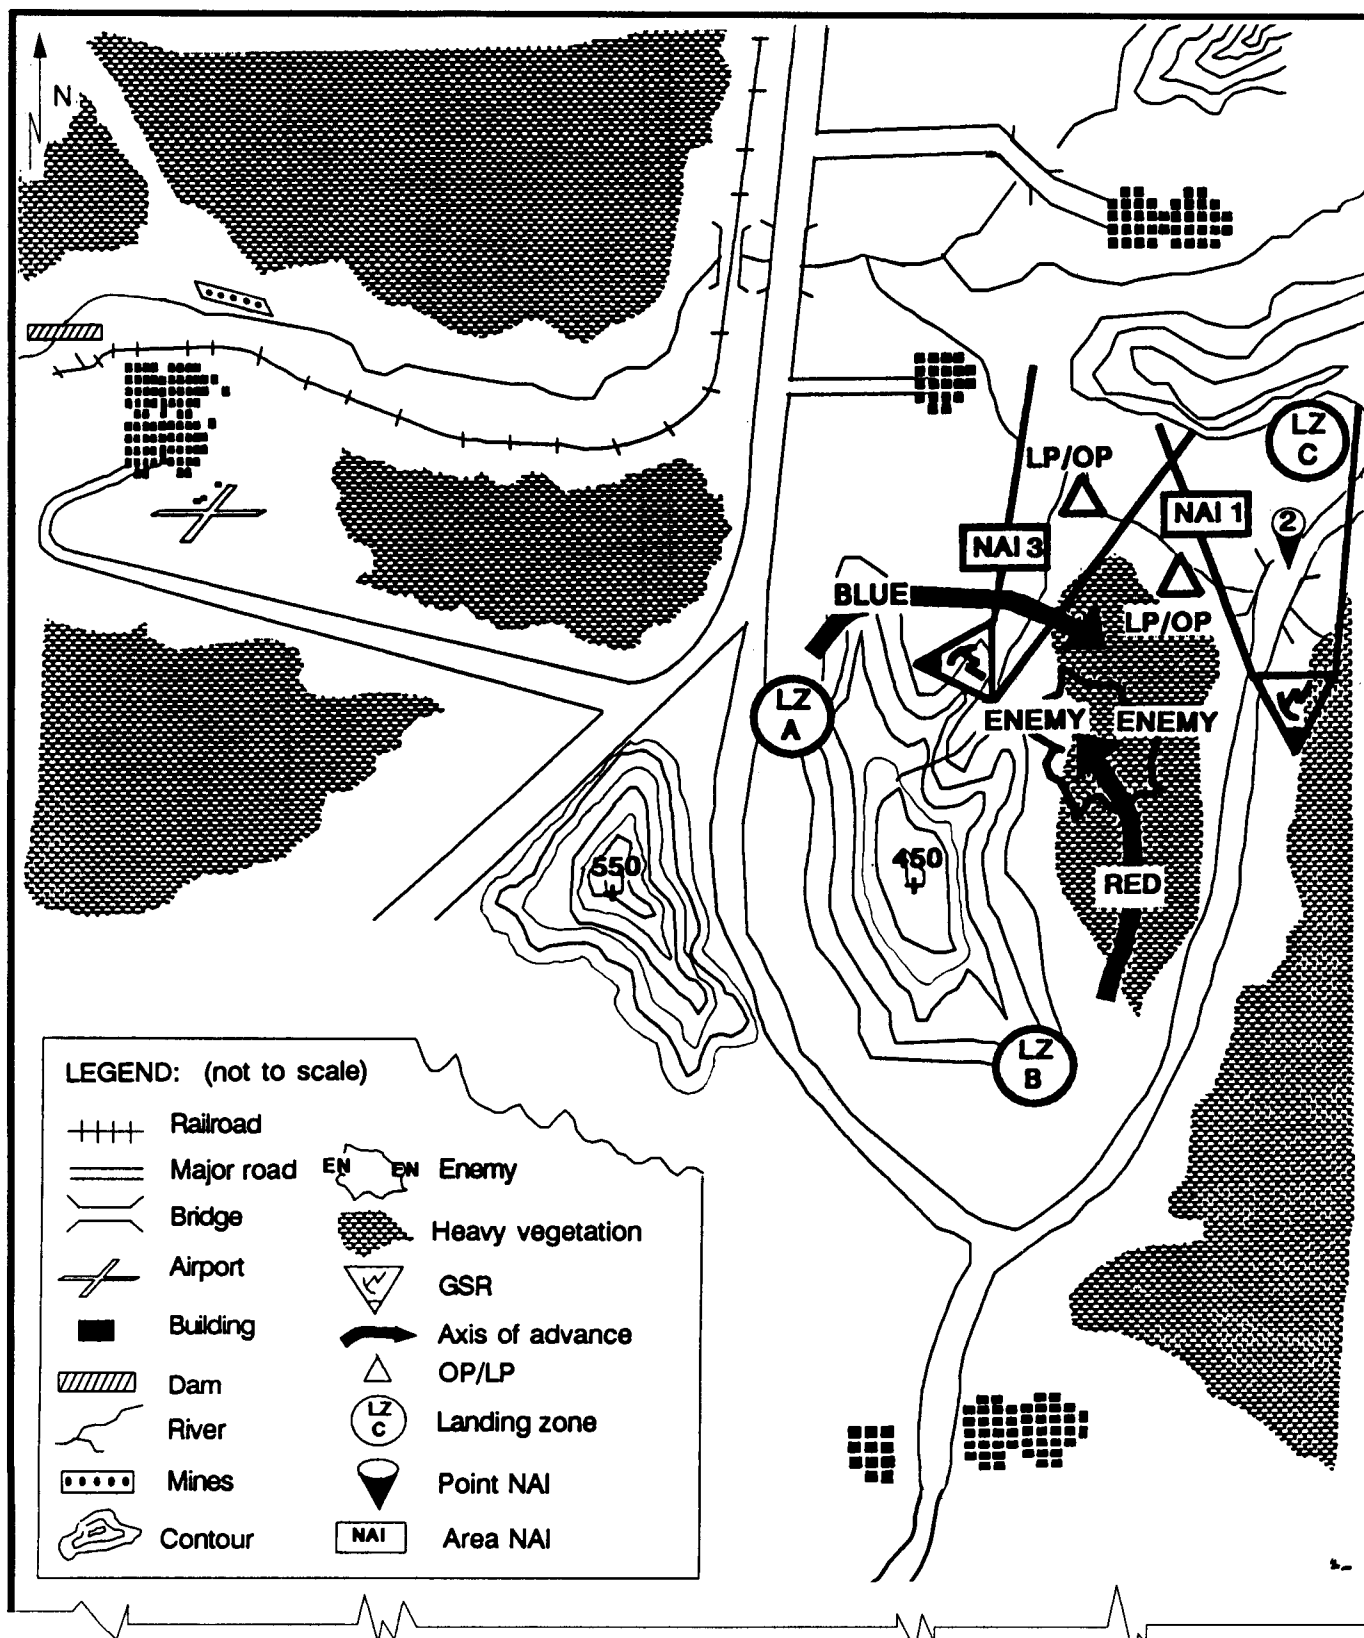 N
LZ
C
LP/OP
NAI 1
2
NAI 3
BLUE
LP/OP
LZ
A
ENEMY
ENEMY
550
450
RED
LZ
B
LEGEND: (not to scale)
Railroad
Major road
Bridge
Airport
Building
Dam
River
Mines
Contour
EN EN Enemy
Heavy vegetation
GSR
Axis of advance
OP/LP
LZ
C
Landing zone
Point NAI
NAI
Area NAI